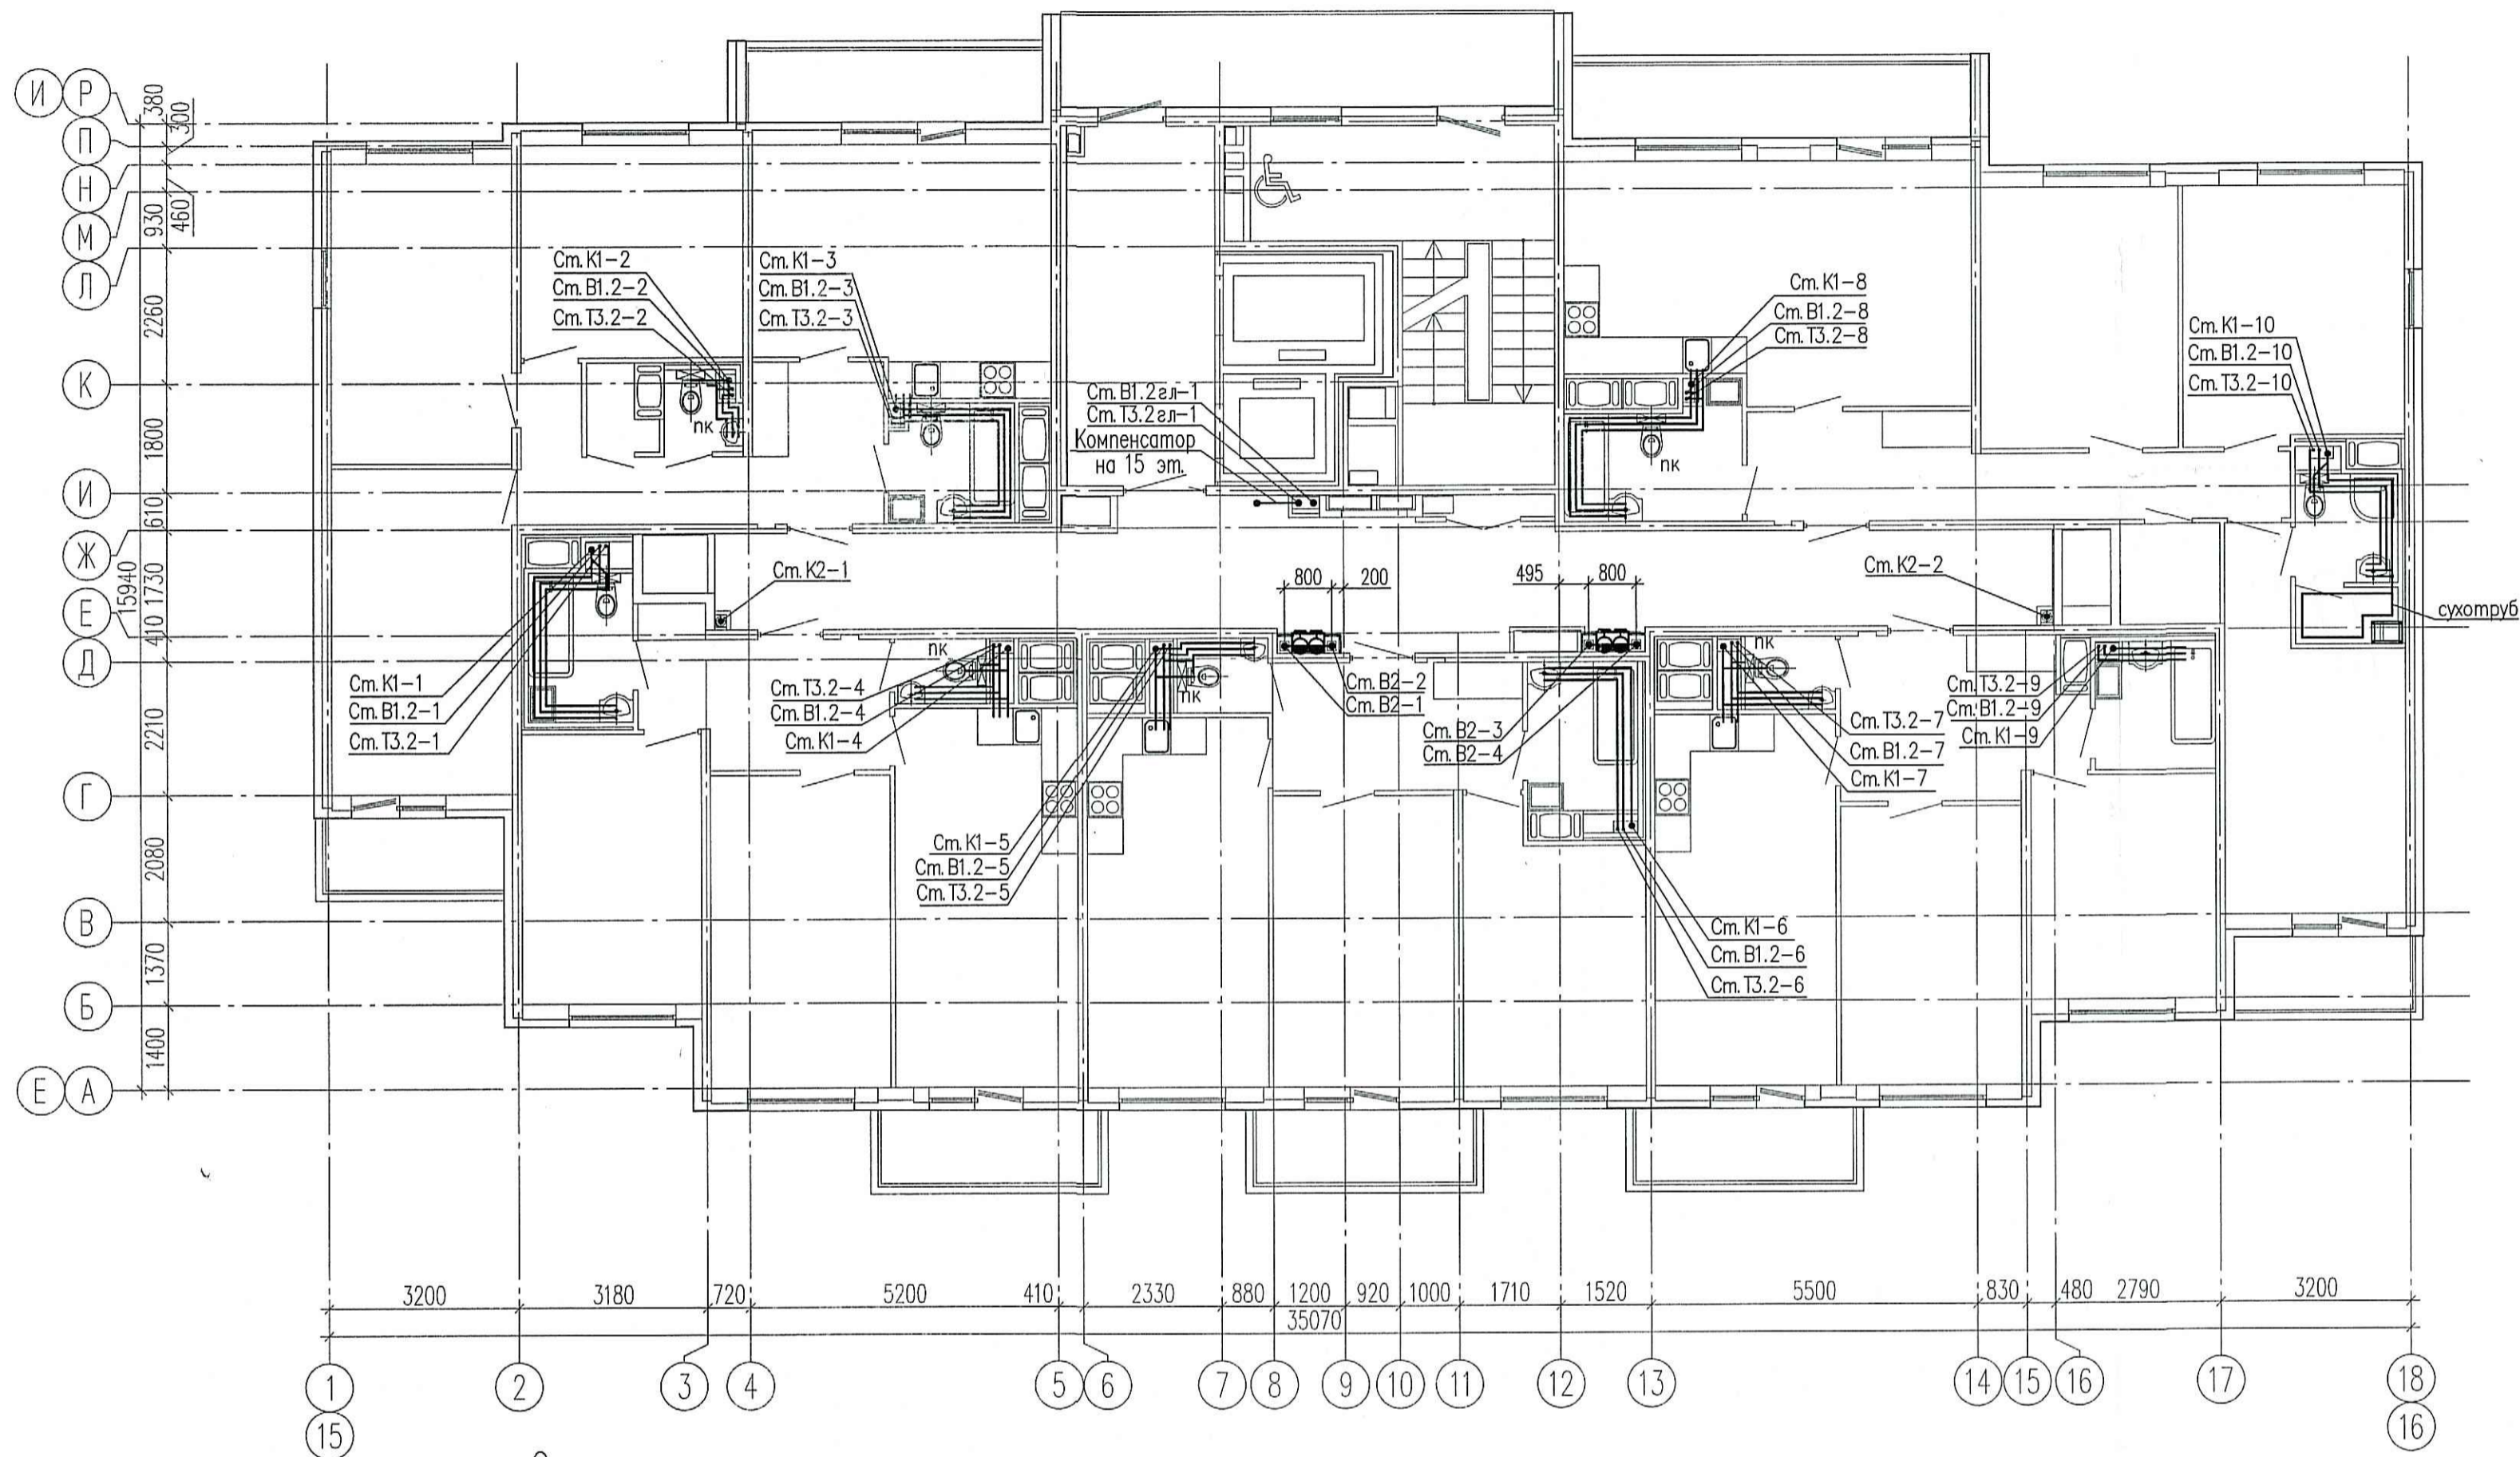 И Р
П
Н
М
Л
К
И
Ж
Е
Д
Г
В
Б
Е А
380
300
460
930
2260
1800
610
1730
15940
410
2210
2080
1370
1400
Ст. К1-2
Ст. В1.2-2
Ст. Т3.2-2
Ст. К1-3
Ст. В1.2-3
Ст. Т3.2-3
Ст. К1-8
Ст. В1.2-8
Ст. Т3.2-8
Ст. К1-10
Ст. В1.2-10
Ст. Т3.2-10
Ст. В1.2гл-1
Ст. Т3.2гл-1
Компенсатор
на 15 эт.
пк
пк
Ст. К2-1
800 200
495 800
Ст. К2-2
сухотруб
Ст. К1-1
Ст. В1.2-1
Ст. Т3.2-1
пк
Ст. Т3.2-4
Ст. В1.2-4
Ст. К1-4
пк
Ст. В2-2
Ст. В2-1
Ст. В2-3
Ст. В2-4
пк
Ст. Т3.2-7
Ст. В1.2-7
Ст. К1-7
Ст. Т3.2-9
Ст. В1.2-9
Ст. К1-9
Ст. К1-5
Ст. В1.2-5
Ст. Т3.2-5
Ст. К1-6
Ст. В1.2-6
Ст. Т3.2-6
3200 3180 720 5200 410 2330 880 1200 920 1000 1710 1520 5500 830 480 2790 3200
35070
1 2 3 4 5 6 7 8 9 10 11 12 13 14 15 16 17 18
15 16